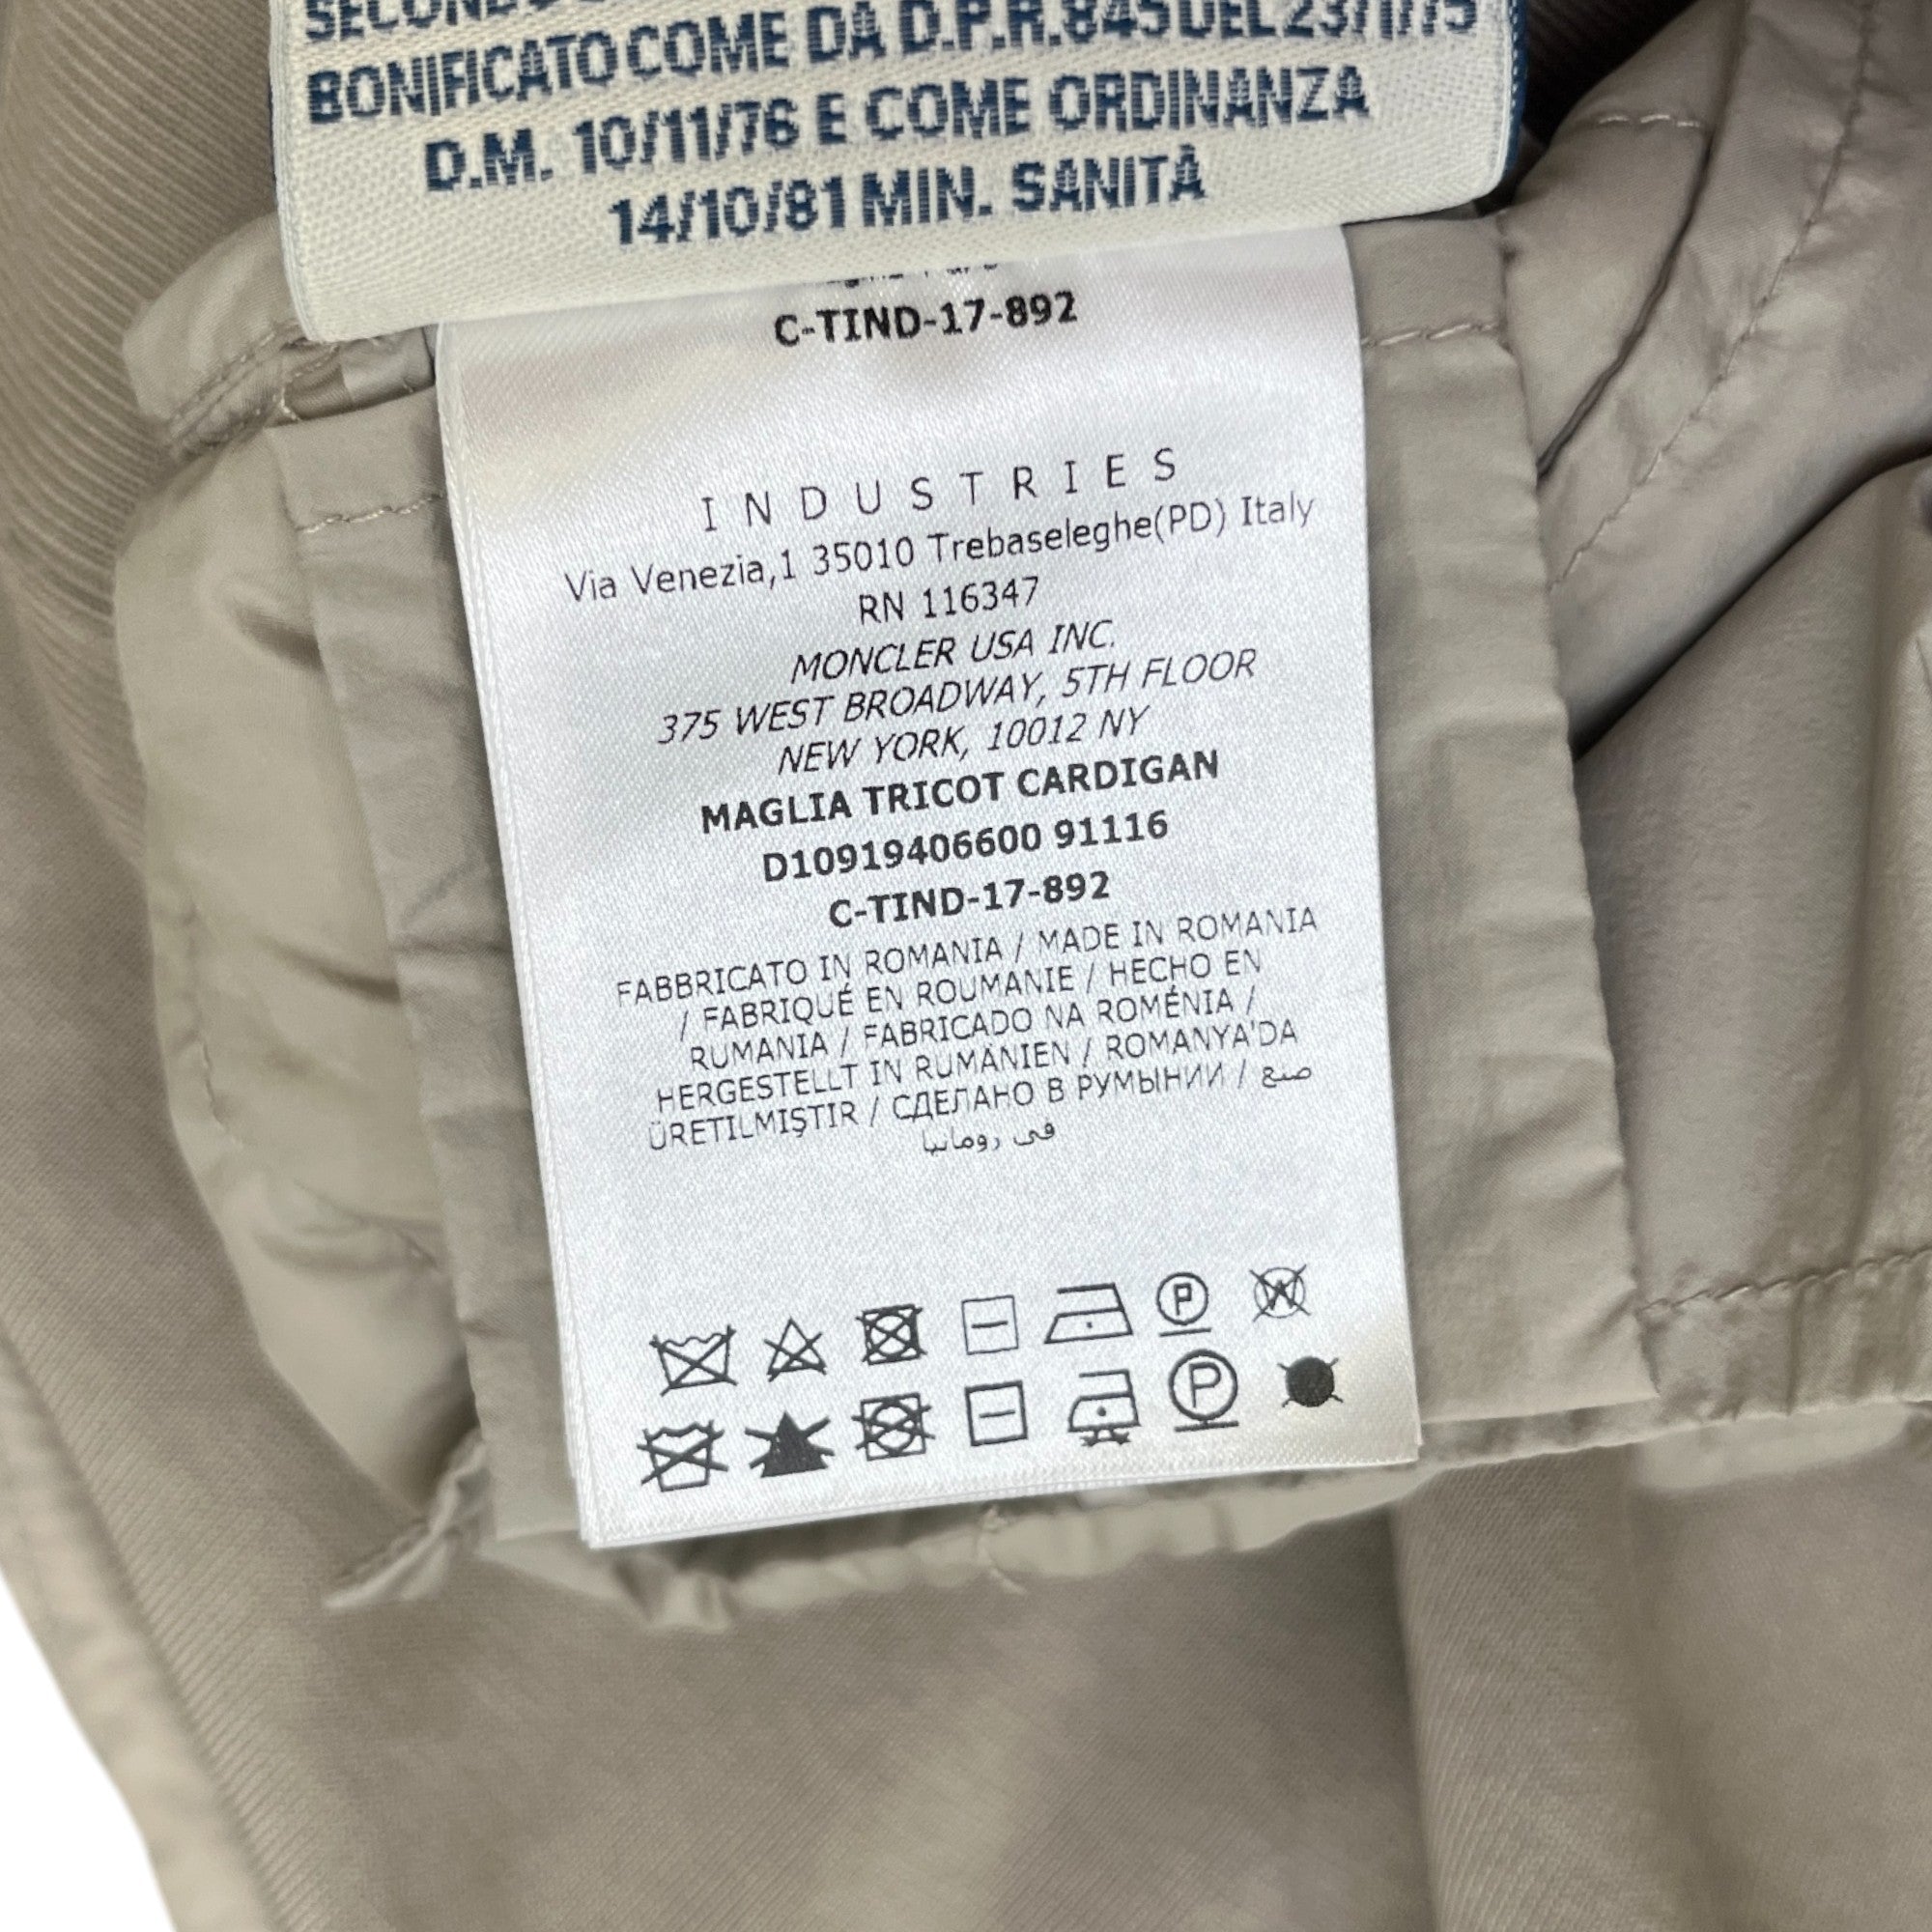 BONIFICATO COME DA D.P.R.845 DEL 23/1/75
D.M. 10/11/76 E COME ORDINANZA
14/10/81 MIN. SANITÀ
C-TIND-17-892
INDUSTRIES
Via Venezia,1 35010 Trebaseleghe(PD) Italy
RN 116347
MONCLER USA INC.
375 WEST BROADWAY, 5TH FLOOR
NEW YORK, 10012 NY
MAGLIA TRICOT CARDIGAN
D10919406600 91116
C-TIND-17-892
FABBRICATO IN ROMANIA / MADE IN ROMANIA
/ FABRIQUÉ EN ROUMANIE / HECHO EN
RUMANIA / FABRICADO NA ROMÉNIA /
HERGESTELLT IN RUMÄNIEN / ROMANYA'DA
ÜRETILMIŞTIR / СДЕЛАНО В РУМЫНИИ / صنع
فى رومانيا
P W
P